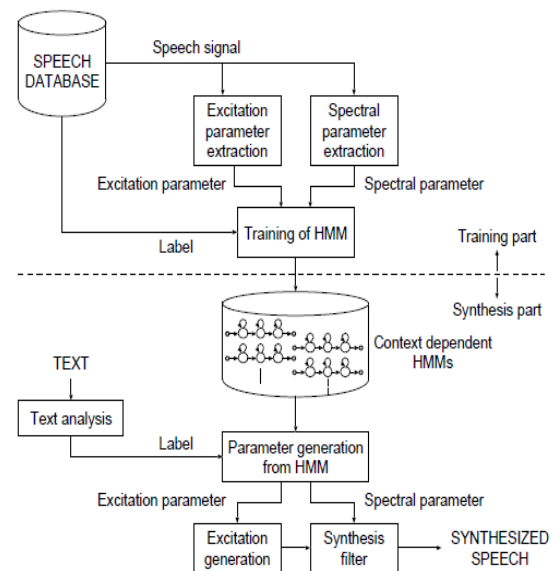 Speech signal
SPEECH
DATABASE
Excitation
parameter
extraction
Spectral
parameter
extraction
Excitation parameter
Spectral parameter
Training of HMM
Label
Training part
Synthesis part
Context dependent
HMMs
TEXT
Text analysis
Label
Parameter generation
from HMM
Excitation parameter
Spectral parameter
Excitation
generation
Synthesis
filter
SYNTHESIZED
SPEECH